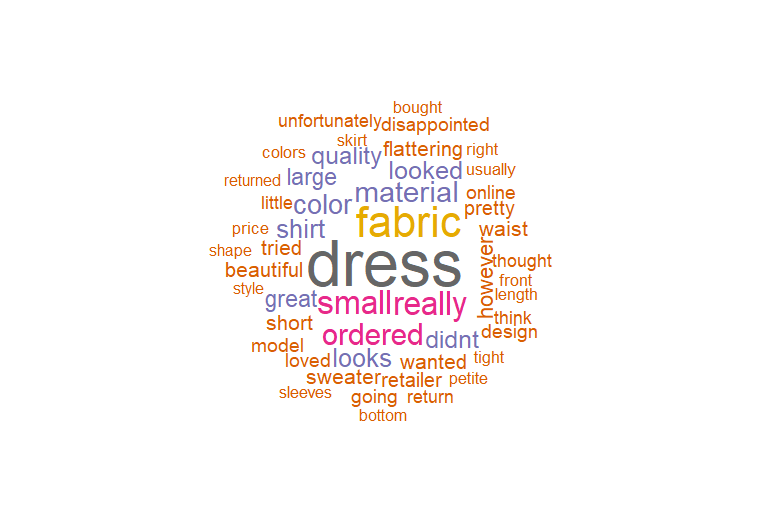 bought
unfortunately disappointed
skirt
colors quality flattering right
returned large looked usually
little color material online
price shirt fabric pretty
waist
shape tried
beautiful dress however thought
style front
great small really length
short ordered didnt think
model design
loved looks wanted tight
sweater retailer petite
sleeves going return
bottom